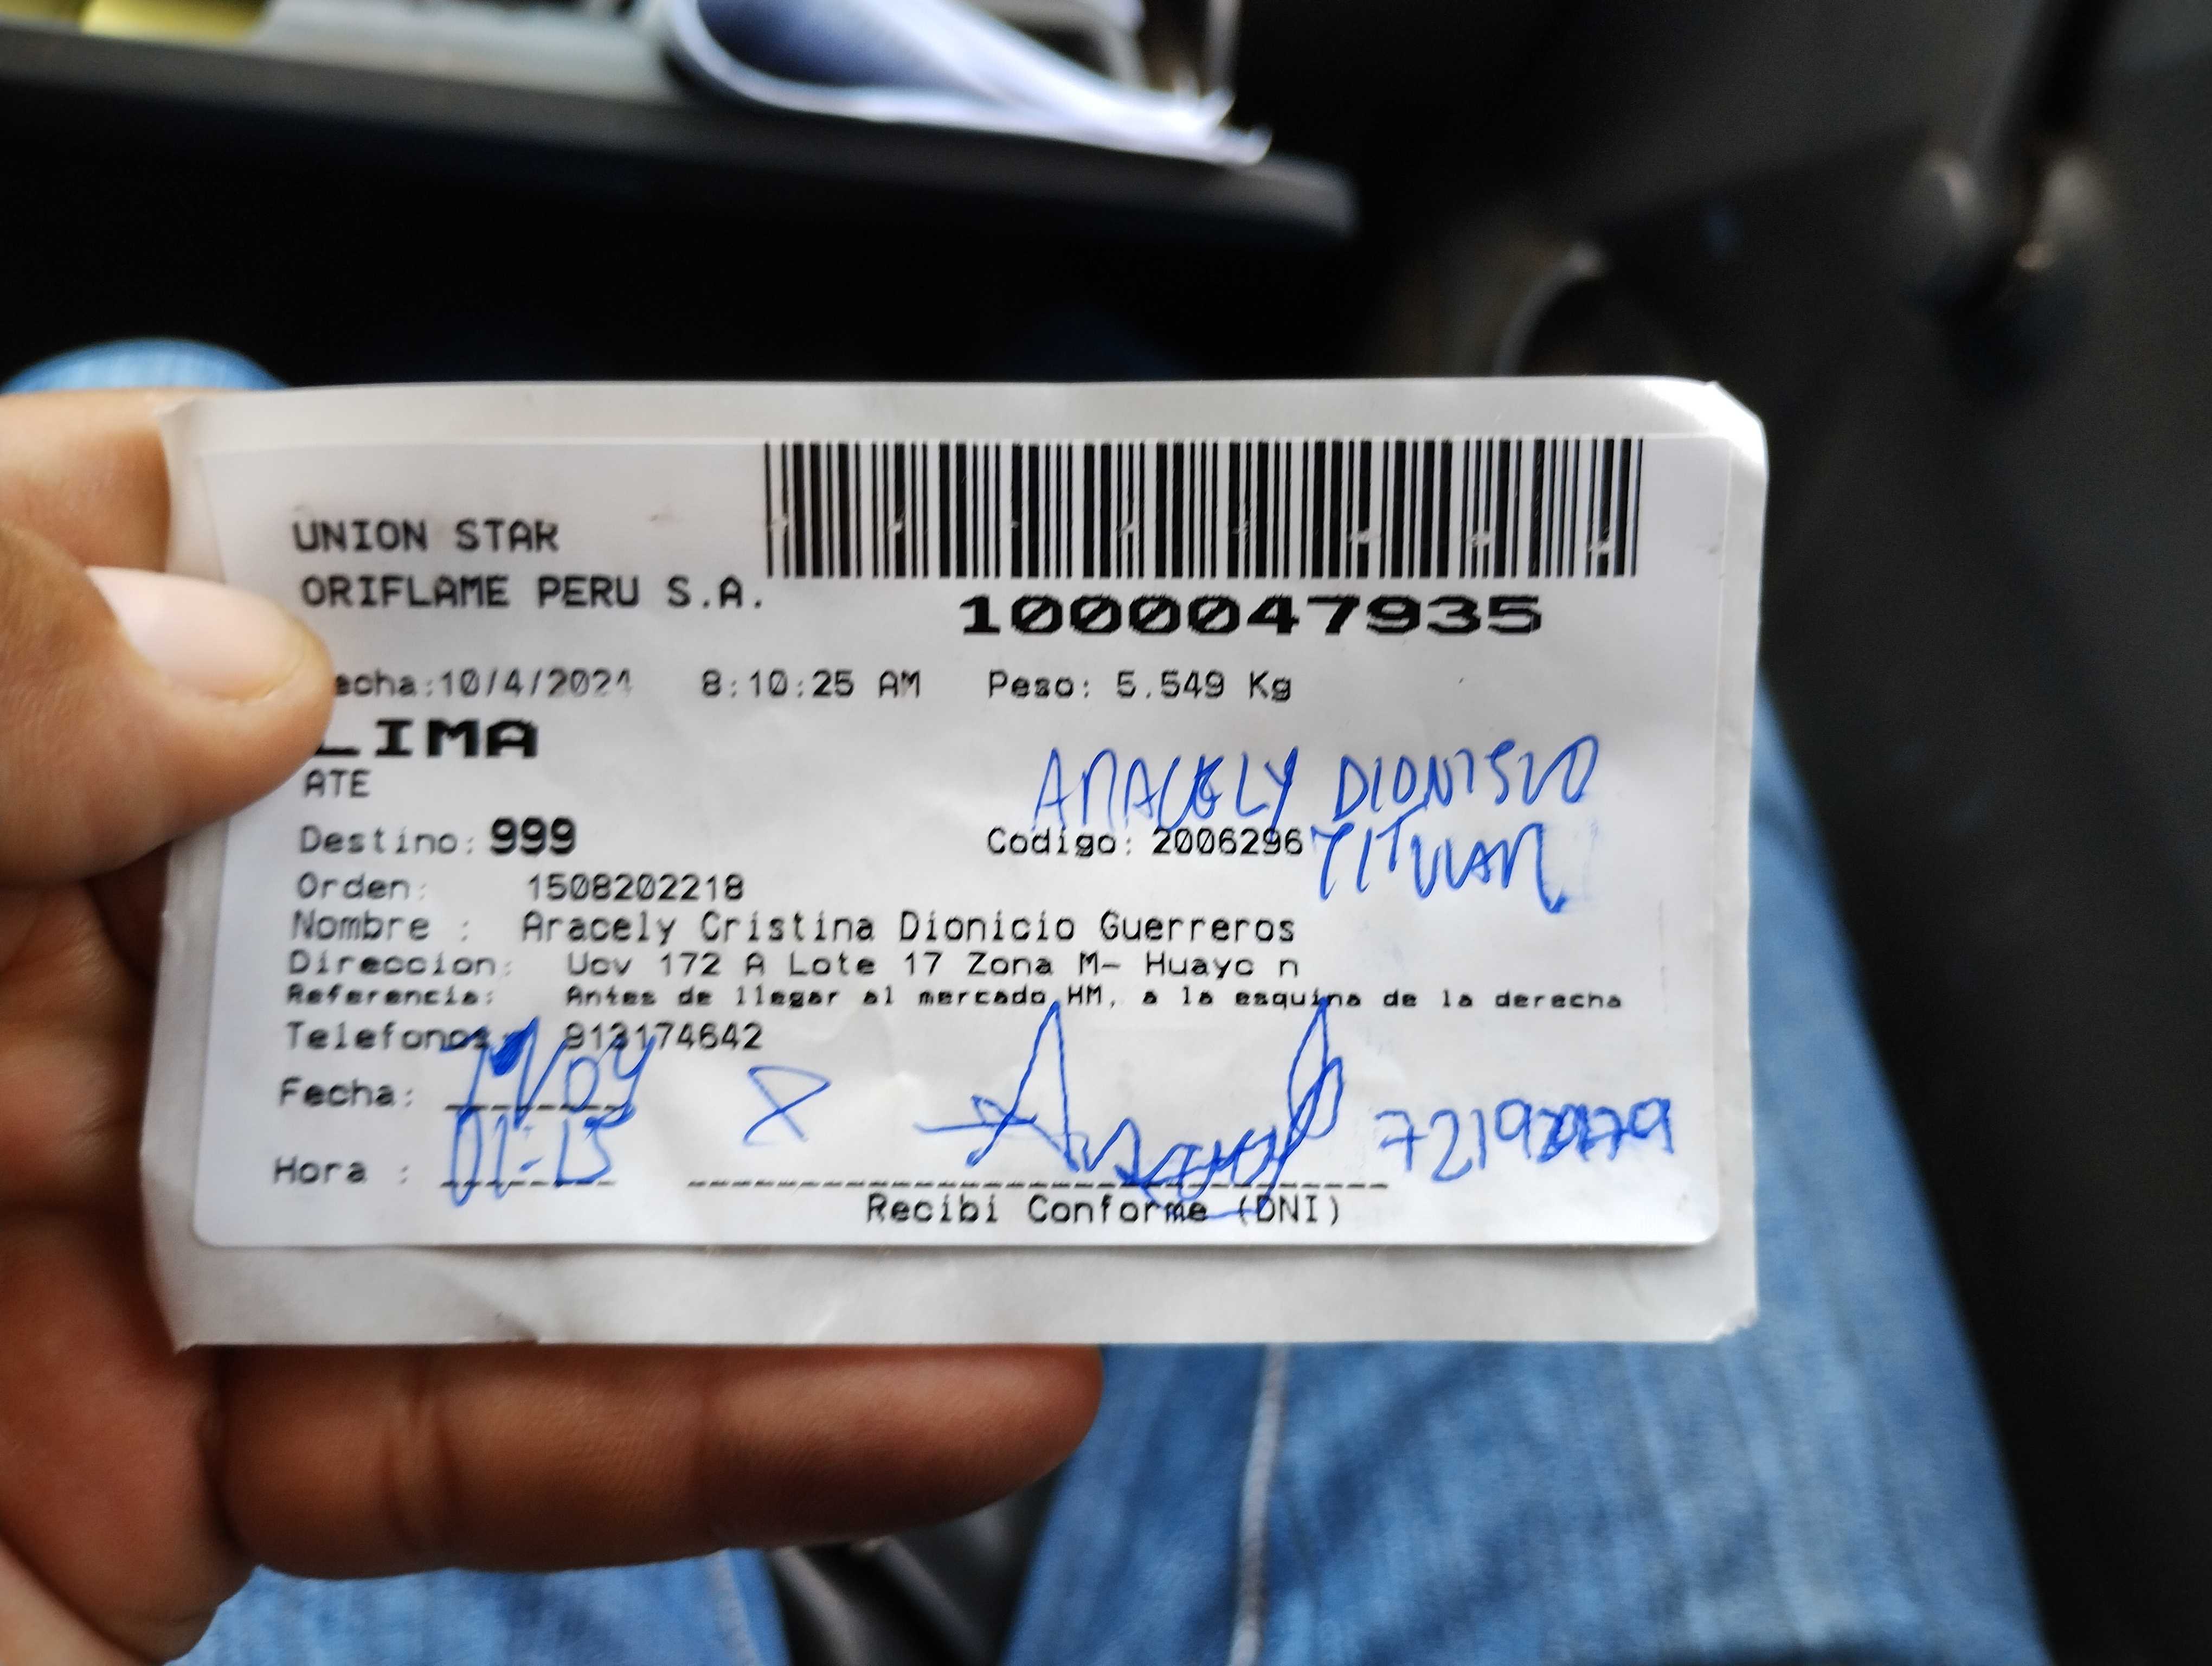 UNION STAR
ORIFLAME PERU S.A.
1000047935
echa:10/4/2024 8:10:25 AM Peso: 5.549 Kg
LIMA
ATE
ARACELY DIONISIO
Destino: 999 Codigo: 2006296 TITULAR
Orden: 1508202218
Nombre : Aracely Cristina Dionicio Guerreros
Direccion: Ucv 172 A Lote 17 Zona M- Huayc n
Referencia: Antes de llegar al mercado HM, a la esquina de la derecha
Telefonos: 913174642
Fecha:
Hora : 01:15
Recibi Conforme (DNI)